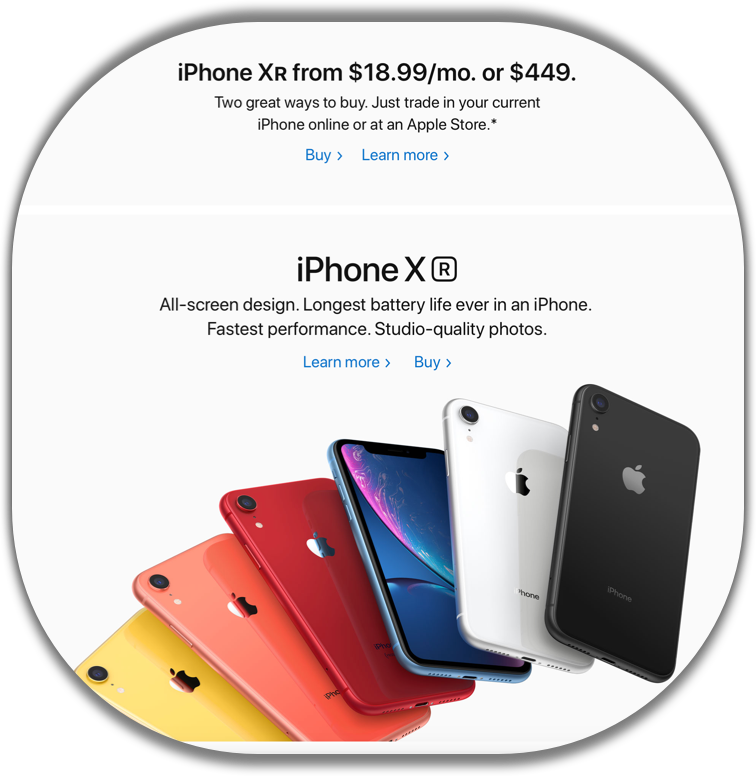 iPhone XR from $18.99/mo. or $449.
Two great ways to buy. Just trade in your current
iPhone online or at an Apple Store.*
Buy > Learn more >
iPhone X R
All-screen design. Longest battery life ever in an iPhone.
Fastest performance. Studio-quality photos.
Learn more > Buy >
iPhone
iPhone